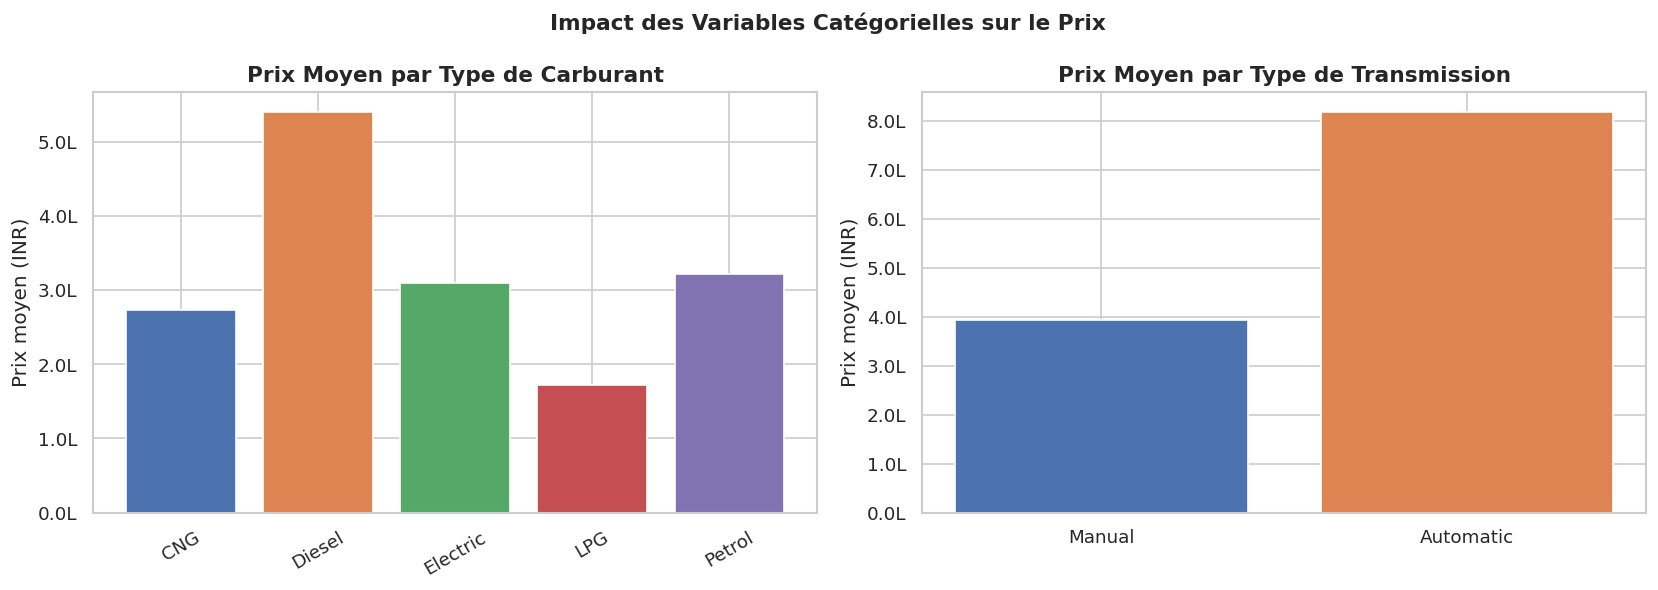 Impact des Variables Catégorielles sur le Prix
Prix Moyen par Type de Carburant
Prix moyen (INR)
5.0L
4.0L
3.0L
2.0L
1.0L
0.0L
CNG
Diesel
Electric
LPG
Petrol
Prix Moyen par Type de Transmission
Prix moyen (INR)
8.0L
7.0L
6.0L
5.0L
4.0L
3.0L
2.0L
1.0L
0.0L
Manual
Automatic